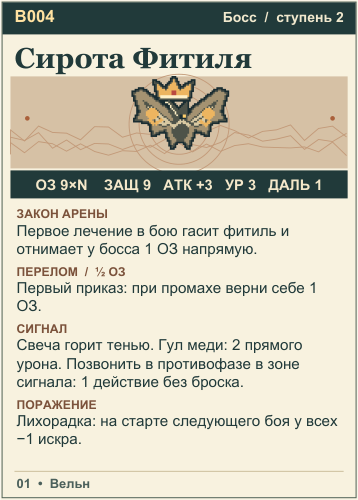 B004
Босс / ступень 2
Сирота Фитиля
ОЗ 9×N ЗАЩ 9 АТК +3 УР 3 ДАЛЬ 1
ЗАКОН АРЕНЫ
Первое лечение в бою гасит фитиль и
отнимает у босса 1 ОЗ напрямую.
ПЕРЕЛОМ / ½ ОЗ
Первый приказ: при промахе верни себе 1
ОЗ.
СИГНАЛ
Свеча горит тенью. Гул меди: 2 прямого
урона. Позвонить в противофазе в зоне
сигнала: 1 действие без броска.
ПОРАЖЕНИЕ
Лихорадка: на старте следующего боя у всех
−1 искра.
01 • Вельн